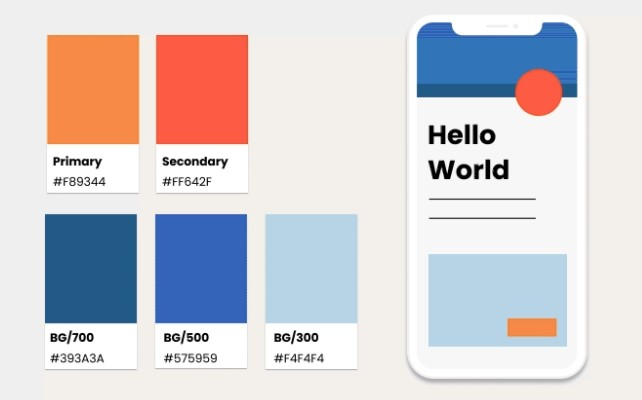 Primary
#F89344
Secondary
#FF642F
BG/700
#393A3A
BG/500
#575959
BG/300
#F4F4F4
Hello
World